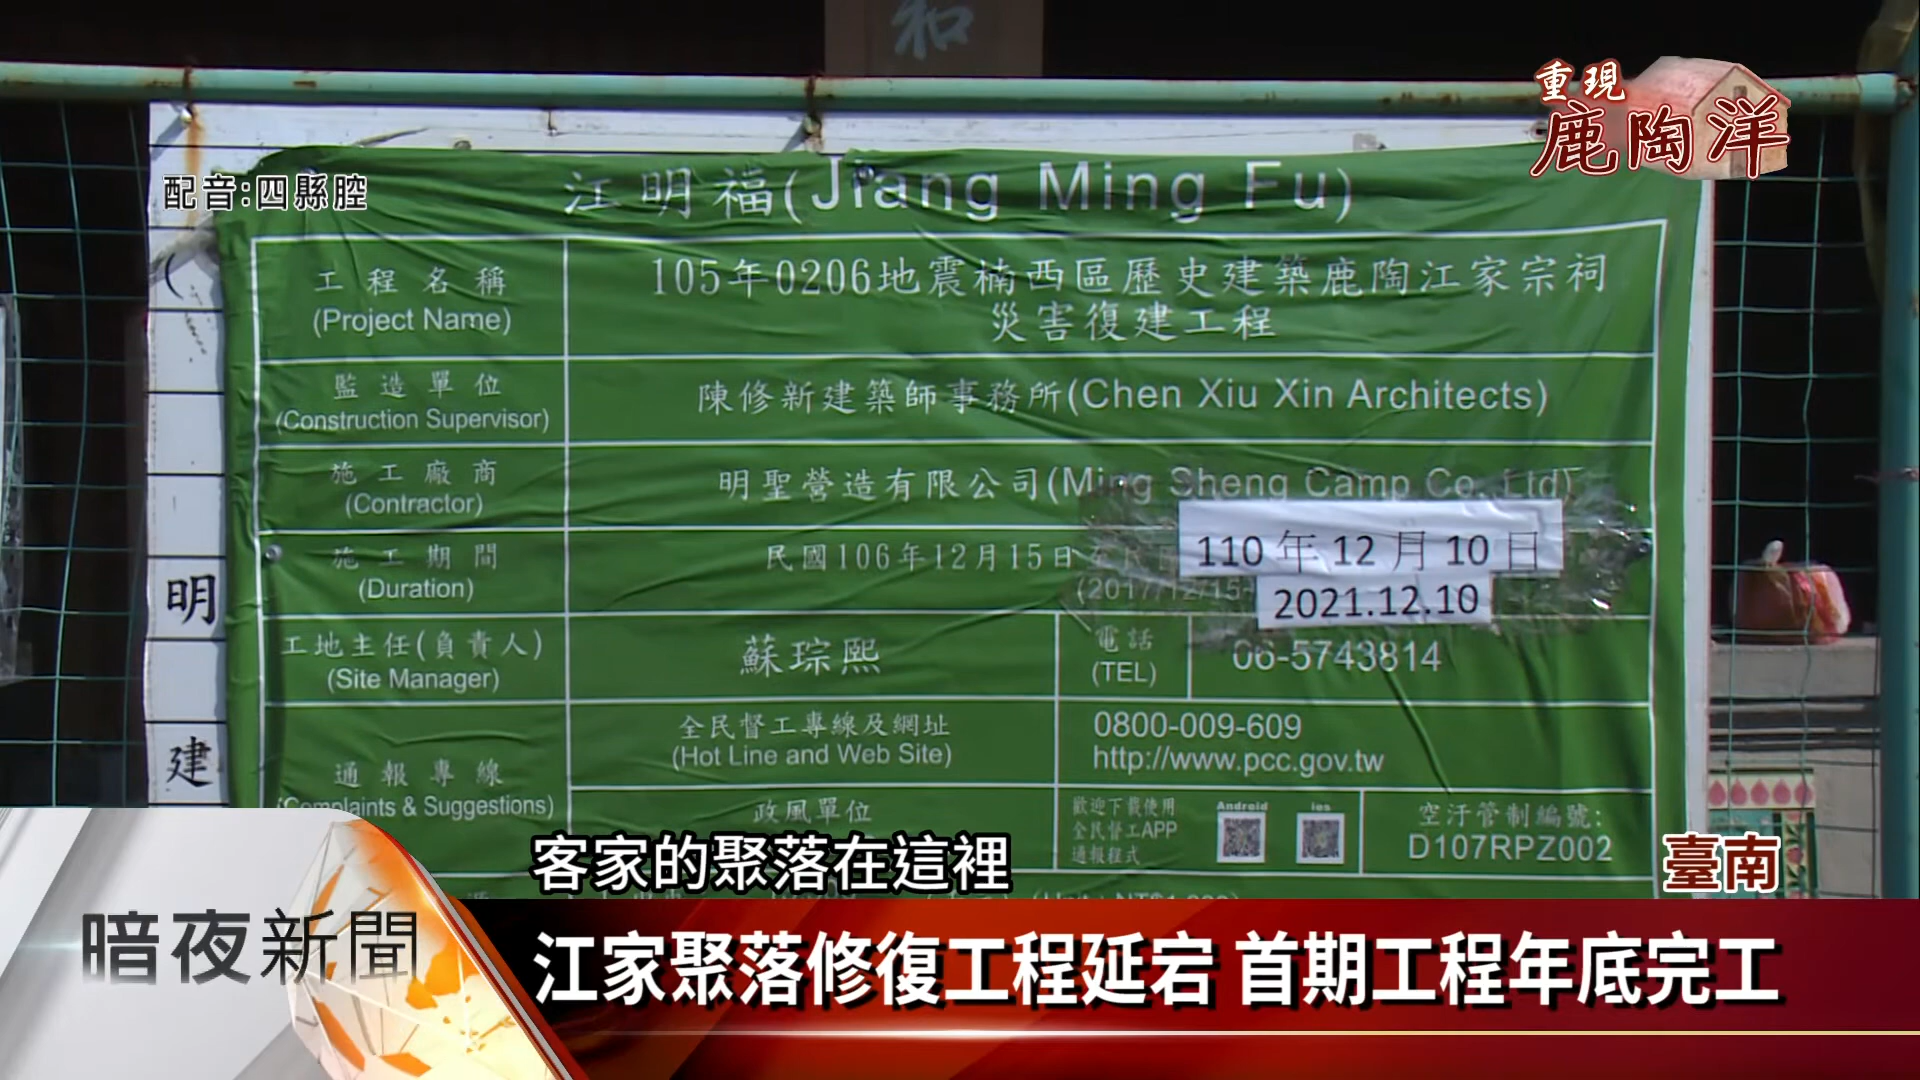 和
重現
鹿陶洋
配音:四縣腔
江明福(Jiang Ming Fu)
工程名稱
(Project Name)
105年0206地震楠西區歷史建築鹿陶江家宗祠
災害復建工程
監造單位
(Construction Supervisor)
陳修新建築師事務所(Chen Xiu Xin Architects)
施工廠商
(Contractor)
明聖營造有限公司(Ming Sheng Camp Co. Ltd)
施工期間
(Duration)
民國106年12月15日
110年12月10日
(2017/12/15-
2021.12.10
工地主任(負責人)
(Site Manager)
蘇琮熙
電話
(TEL)
06-5743814
通報專線
(Complaints & Suggestions)
全民督工專線及網址
(Hot Line and Web Site)
0800-009-609
http://www.pcc.gov.tw
政風單位
歡迎下載使用
全民督工APP
通報程式
Android
ios
空汙管制編號:
D107RPZ002
明
建
客家的聚落在這裡
臺南
暗夜新聞
江家聚落修復工程延宕 首期工程年底完工